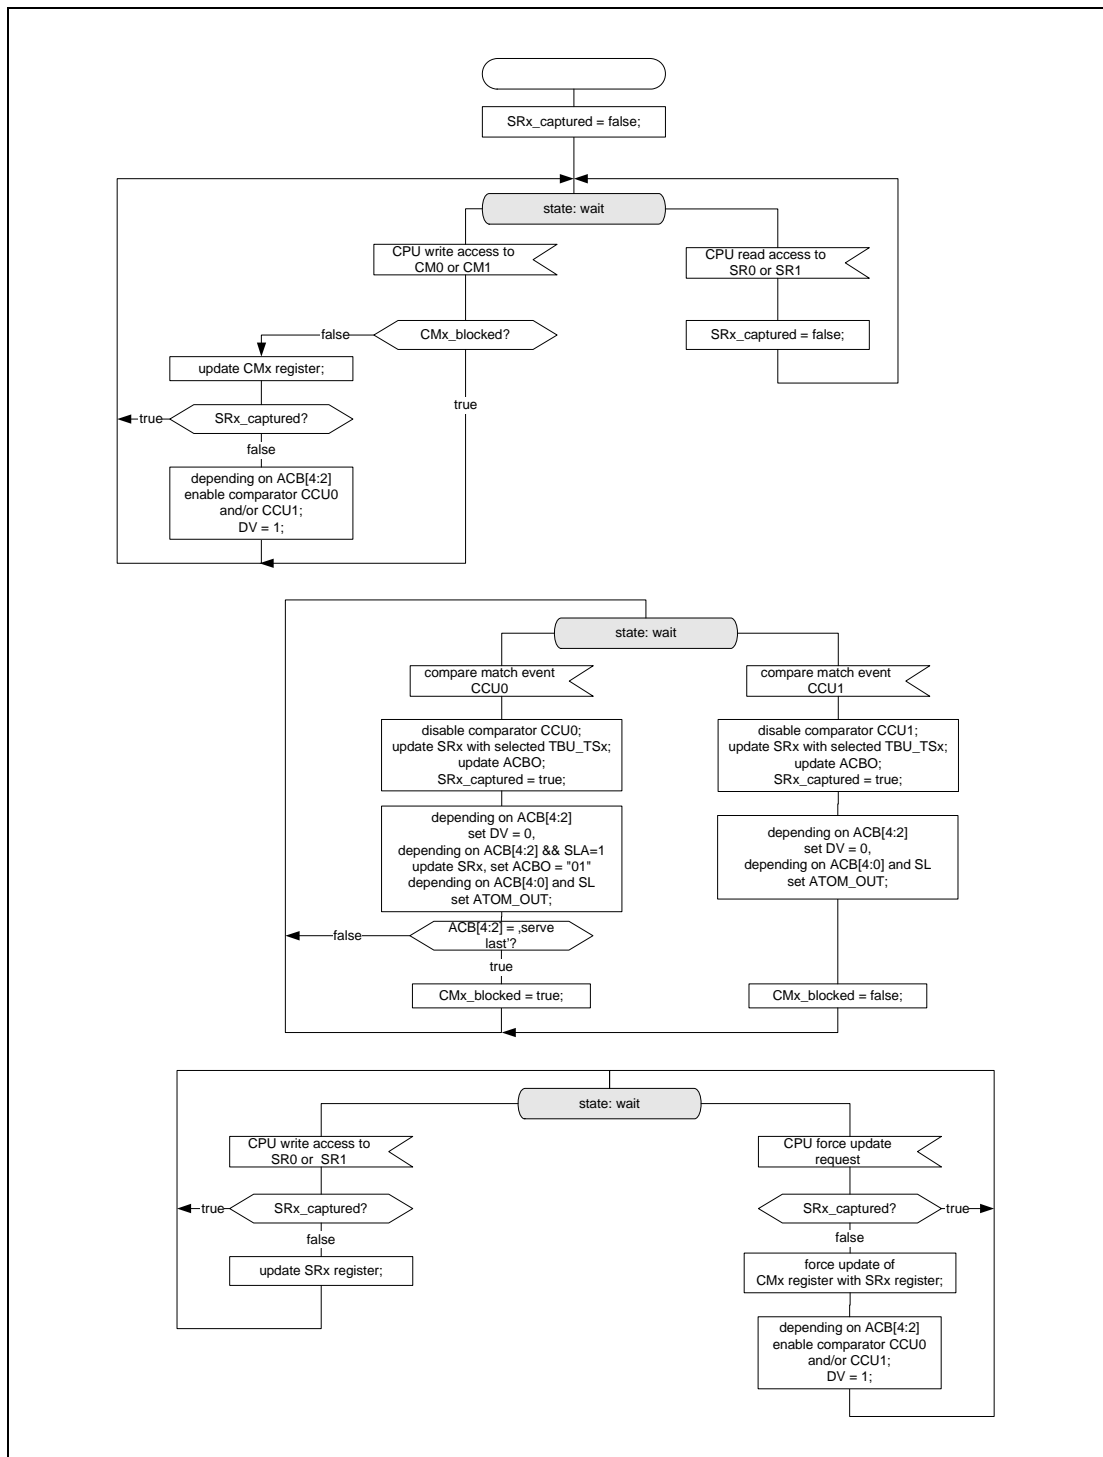 SRx_captured = false;
state: wait
CPU write access to
CM0 or CM1
CPU read access to
SR0 or SR1
false
CMx_blocked?
SRx_captured = false;
update CMx register;
true
true
SRx_captured?
false
depending on ACB[4:2]
enable comparator CCU0
and/or CCU1;
DV = 1;
state: wait
compare match event
CCU0
compare match event
CCU1
disable comparator CCU0;
update SRx with selected TBU_TSx;
update ACBO;
SRx_captured = true;
disable comparator CCU1;
update SRx with selected TBU_TSx;
update ACBO;
SRx_captured = true;
depending on ACB[4:2]
set DV = 0,
depending on ACB[4:2] && SLA=1
update SRx, set ACBO = "01"
depending on ACB[4:0] and SL
set ATOM_OUT;
depending on ACB[4:2]
set DV = 0,
depending on ACB[4:0] and SL
set ATOM_OUT;
false
ACB[4:2] = ‚serve
last'?
true
CMx_blocked = true;
CMx_blocked = false;
state: wait
CPU write access to
SR0 or SR1
CPU force update
request
true
SRx_captured?
SRx_captured?
true
false
false
update SRx register;
force update of
CMx register with SRx register;
depending on ACB[4:2]
enable comparator CCU0
and/or CCU1;
DV = 1;